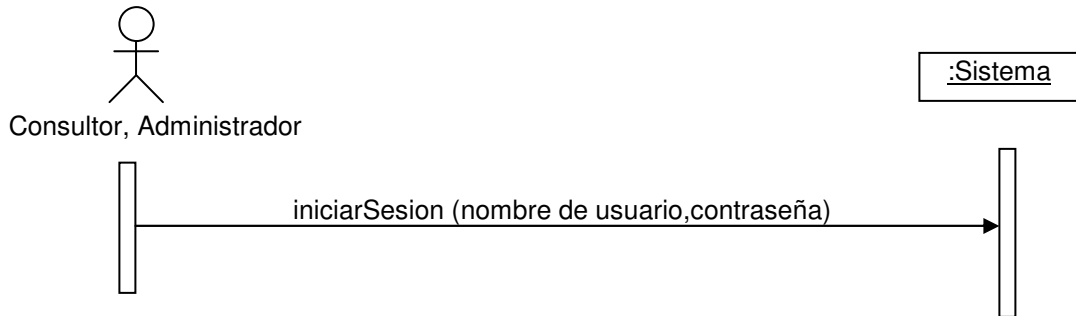 :Sistema
Consultor, Administrador
iniciarSesion (nombre de usuario,contraseña)